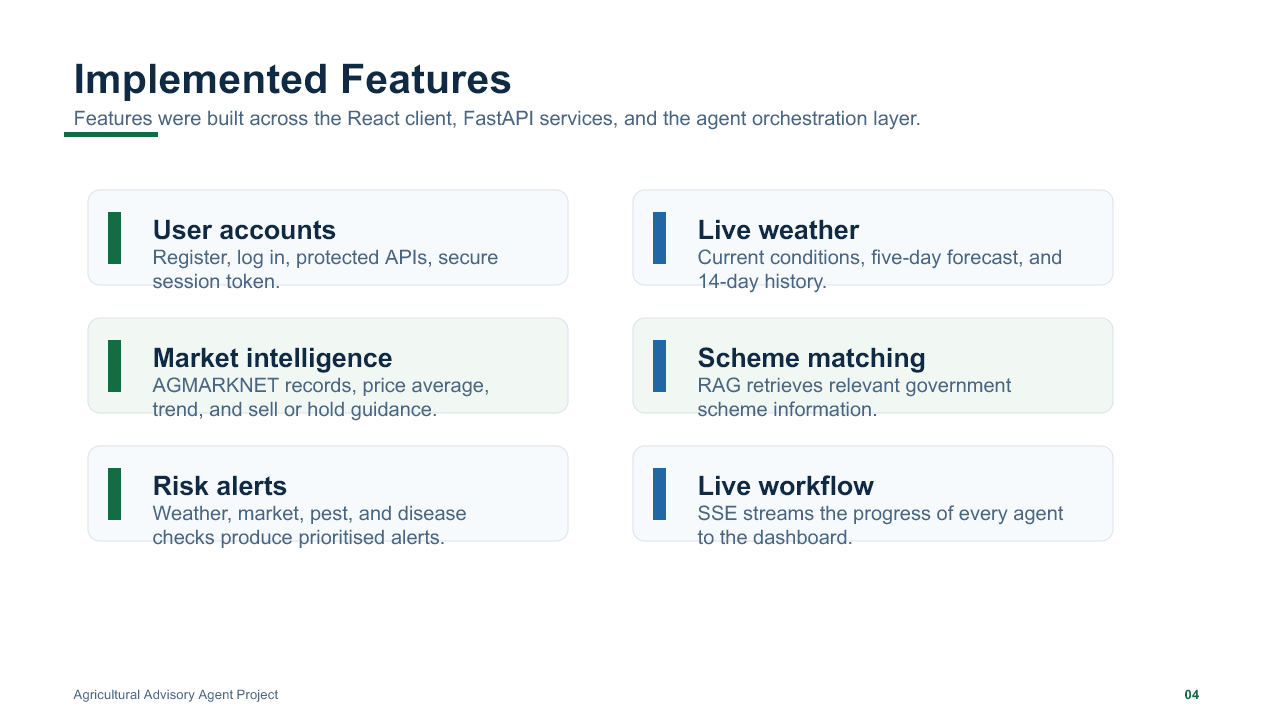 Implemented Features
Features were built across the React client, FastAPI services, and the agent orchestration layer.
User accounts
Register, log in, protected APIs, secure
session token.
Live weather
Current conditions, five-day forecast, and
14-day history.
Market intelligence
AGMARKNET records, price average,
trend, and sell or hold guidance.
Scheme matching
RAG retrieves relevant government
scheme information.
Risk alerts
Weather, market, pest, and disease
checks produce prioritised alerts.
Live workflow
SSE streams the progress of every agent
to the dashboard.
Agricultural Advisory Agent Project
04